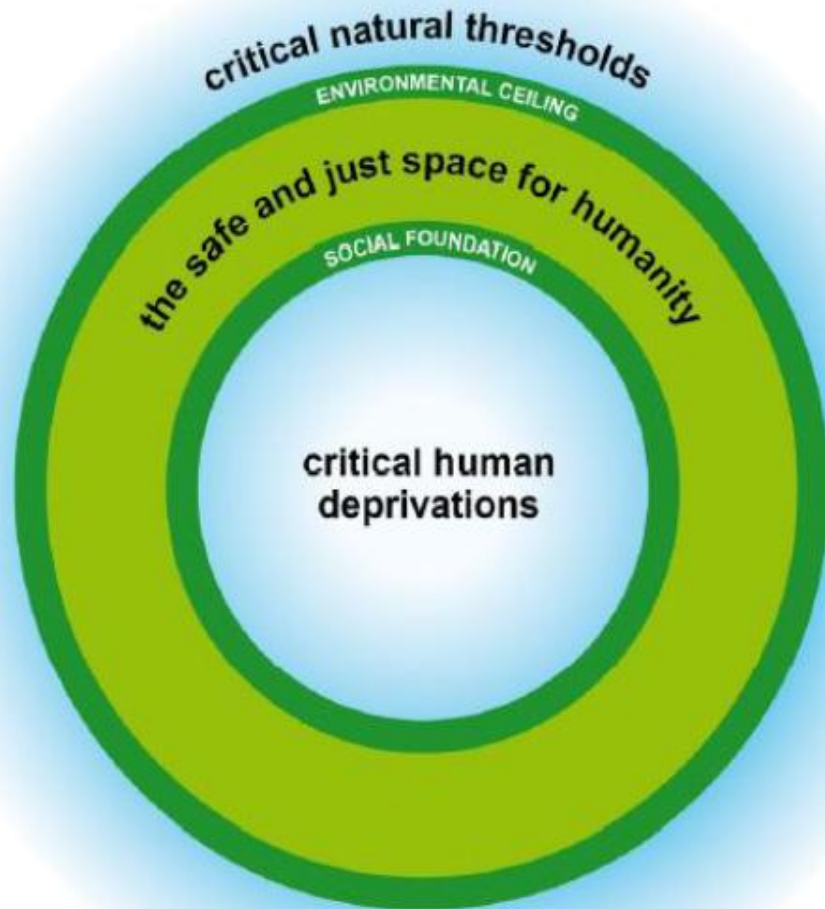 critical natural thresholds
ENVIRONMENTAL CEILING
the safe and just space for humanity
SOCIAL FOUNDATION
critical human
deprivations